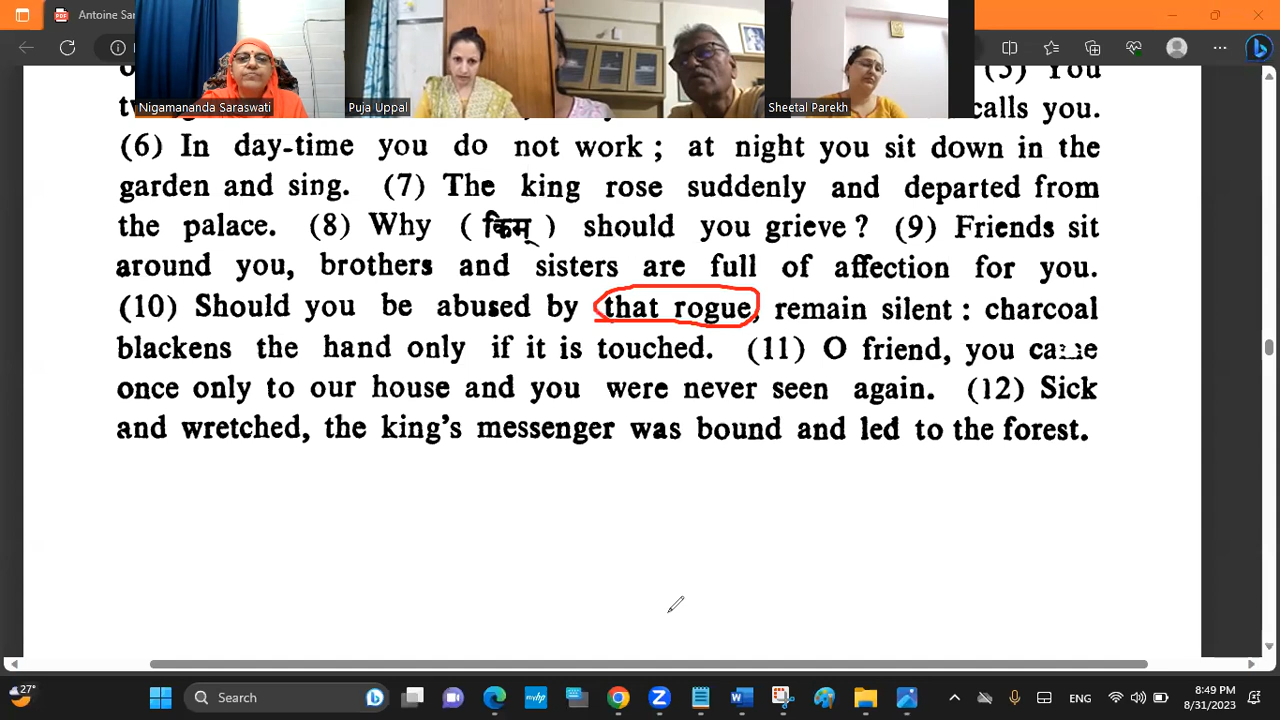 Antoine Sar
Nigamananda Saraswati
Puja Uppal
Sheetal Parekh
(5) You
calls you.
(6) In day-time you do not work ; at night you sit down in the
garden and sing. (7) The king rose suddenly and departed from
the palace. (8) Why ( किम् ) should you grieve ? (9) Friends sit
around you, brothers and sisters are full of affection for you.
(10) Should you be abused by that rogue, remain silent : charcoal
blackens the hand only if it is touched. (11) O friend, you came
once only to our house and you were never seen again. (12) Sick
and wretched, the king's messenger was bound and led to the forest.
27°
Search
ENG
8:49 PM
8/31/2023